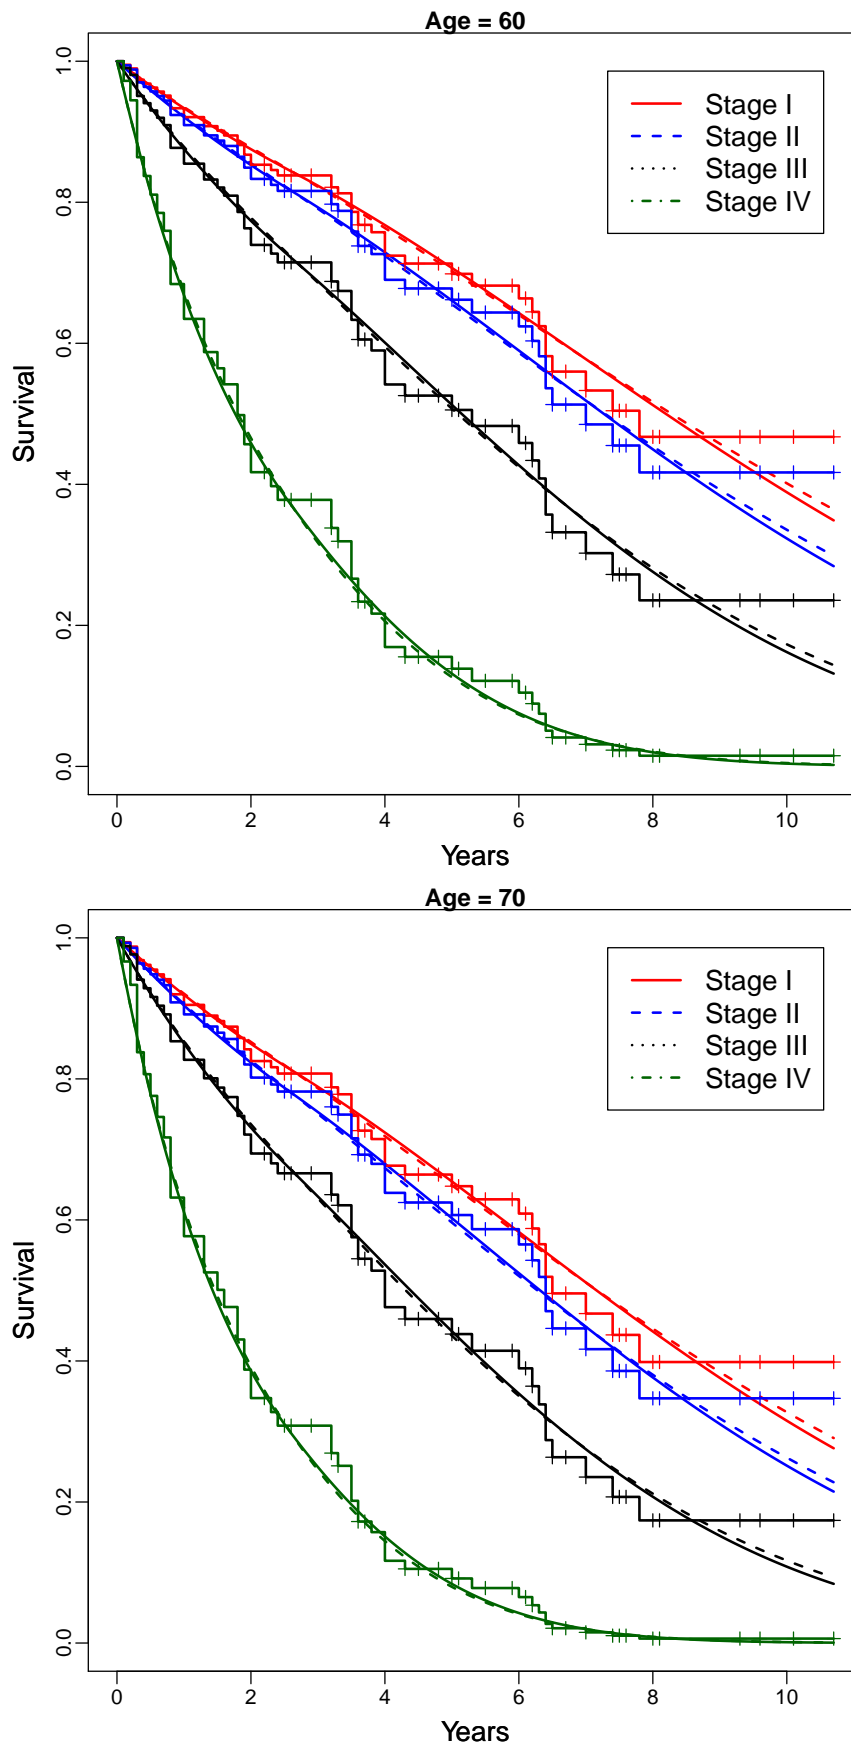 Age = 60
Stage I
Stage II
Stage III
Stage IV
1.0
0.8
0.6
0.4
0.2
0.0
Survival
0 2 4 6 8 10
Years
Age = 70
Stage I
Stage II
Stage III
Stage IV
1.0
0.8
0.6
0.4
0.2
0.0
Survival
0 2 4 6 8 10
Years